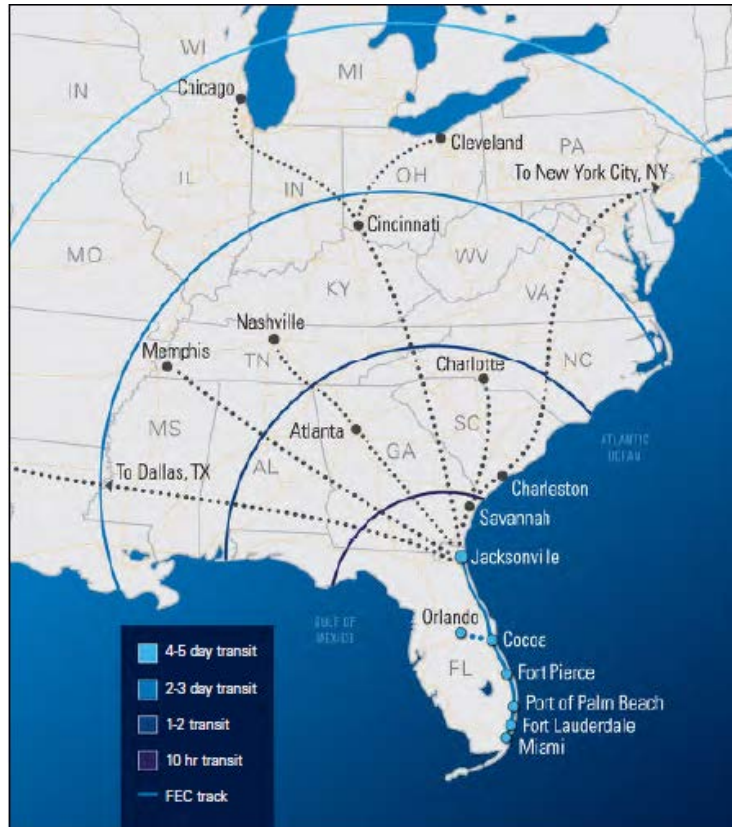 WI
MI
IN
Chicago
Cleveland
PA
To New York City, NY
IL
IN
OH
Cincinnati
MO
WV
KY
VA
Nashville
Memphis
TN
Charlotte
NC
MS
SC
Atlanta
AL
GA
ATLANTIC
OCEAN
To Dallas, TX
Charleston
Savannah
Jacksonville
Orlando
GULF OF
MEXICO
Cocoa
FL
Fort Pierce
Port of Palm Beach
Fort Lauderdale
Miami
4-5 day transit
2-3 day transit
1-2 transit
10 hr transit
FEC track